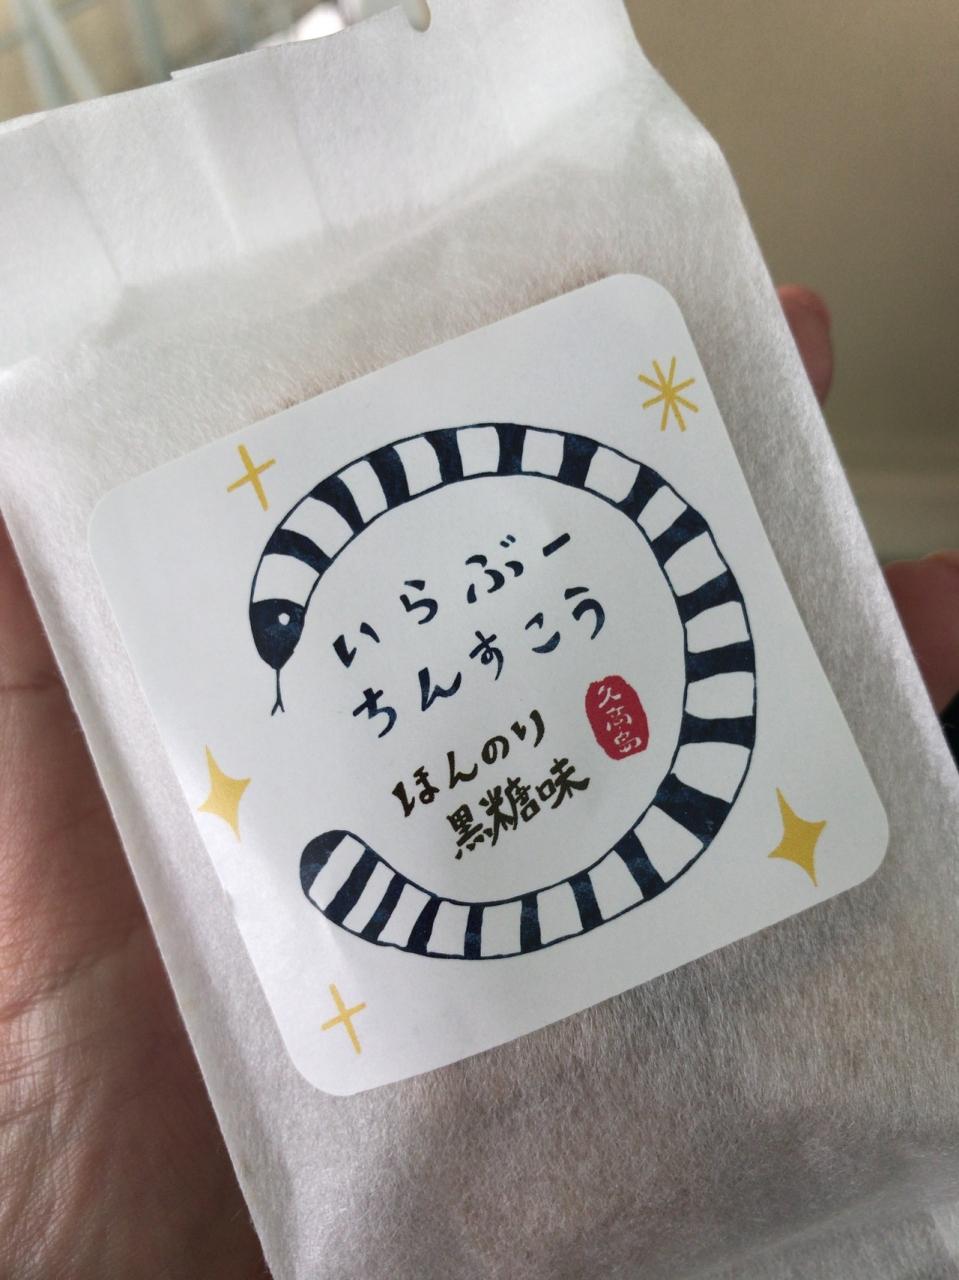 いらぶー
ちんすこう
久高島
ほんのり
黒糖味